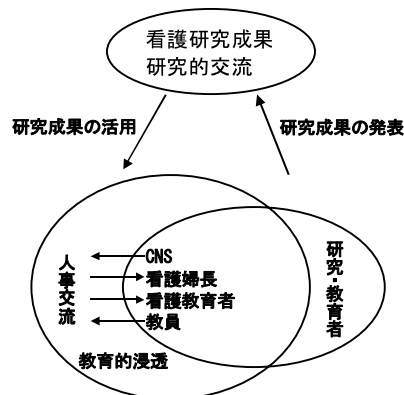 看護研究成果
研究的交流
研究成果の活用
研究成果の発表
人事交流
CNS
看護婦長
看護教育者
教員
研究・教育者
教育的浸透